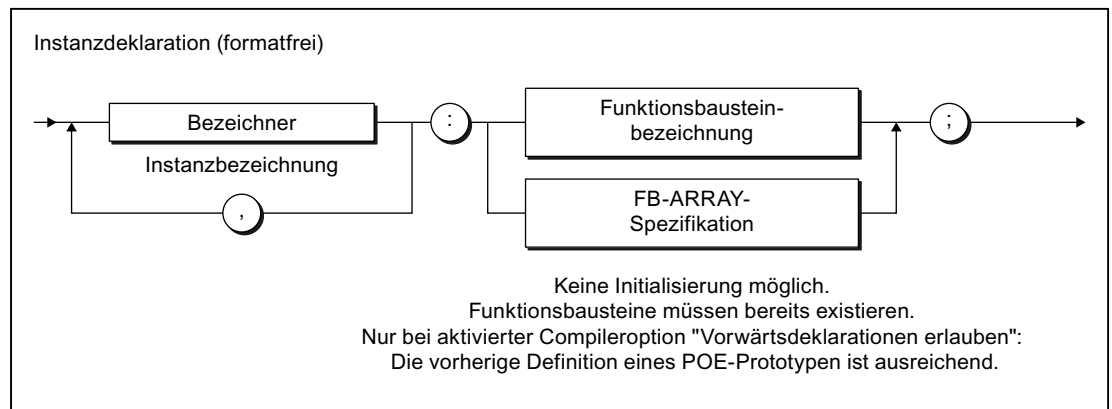 Instanzdeklaration (formatfrei)
Bezeichner
Instanzbezeichnung
,
:
Funktionsbaustein-
bezeichnung
FB-ARRAY-
Spezifikation
;
Keine Initialisierung möglich.
Funktionsbausteine müssen bereits existieren.
Nur bei aktivierter Compileroption "Vorwärtsdeklarationen erlauben":
Die vorherige Definition eines POE-Prototypen ist ausreichend.